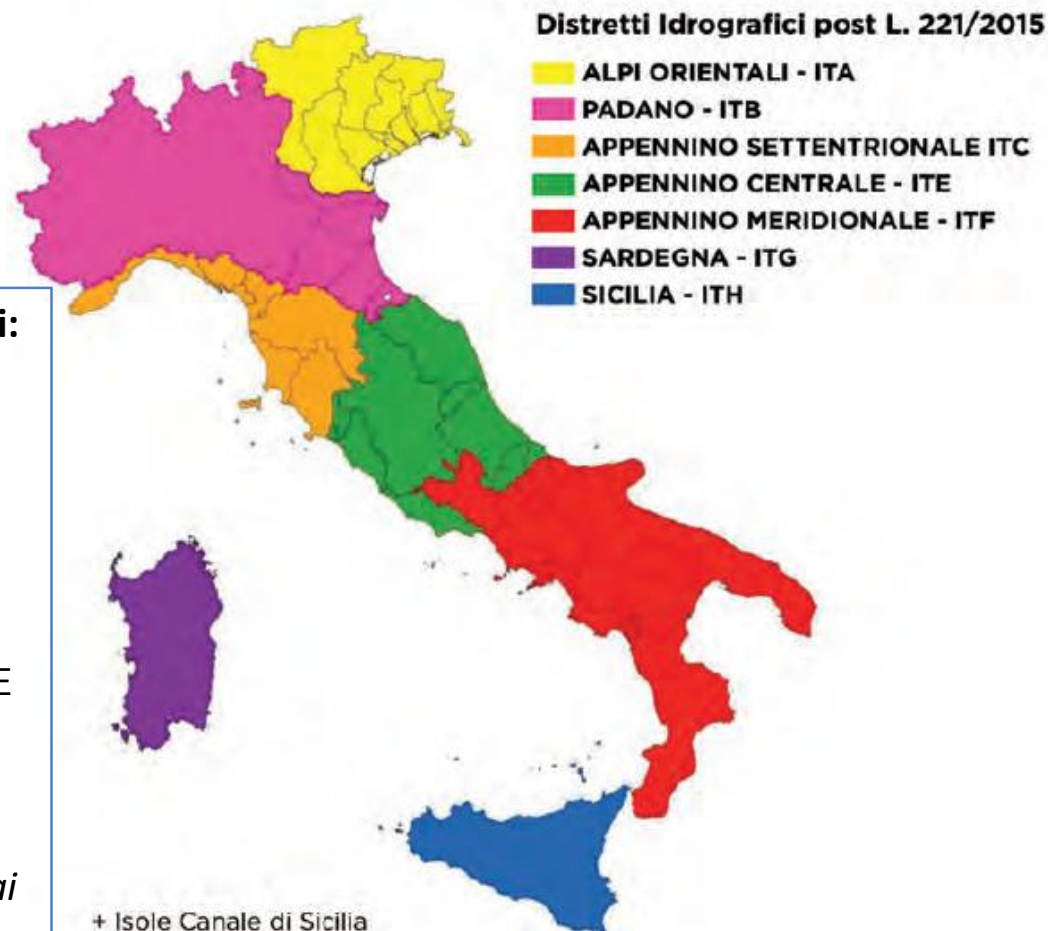 Distretti Idrografici post L. 221/2015
ALPI ORIENTALI - ITA
PADANO - ITB
APPENNINO SETTENTRIONALE ITC
APPENNINO CENTRALE - ITE
APPENNINO MERIDIONALE - ITF
SARDEGNA - ITG
SICILIA - ITH
i:
E
+ Isole Canale di Sicilia